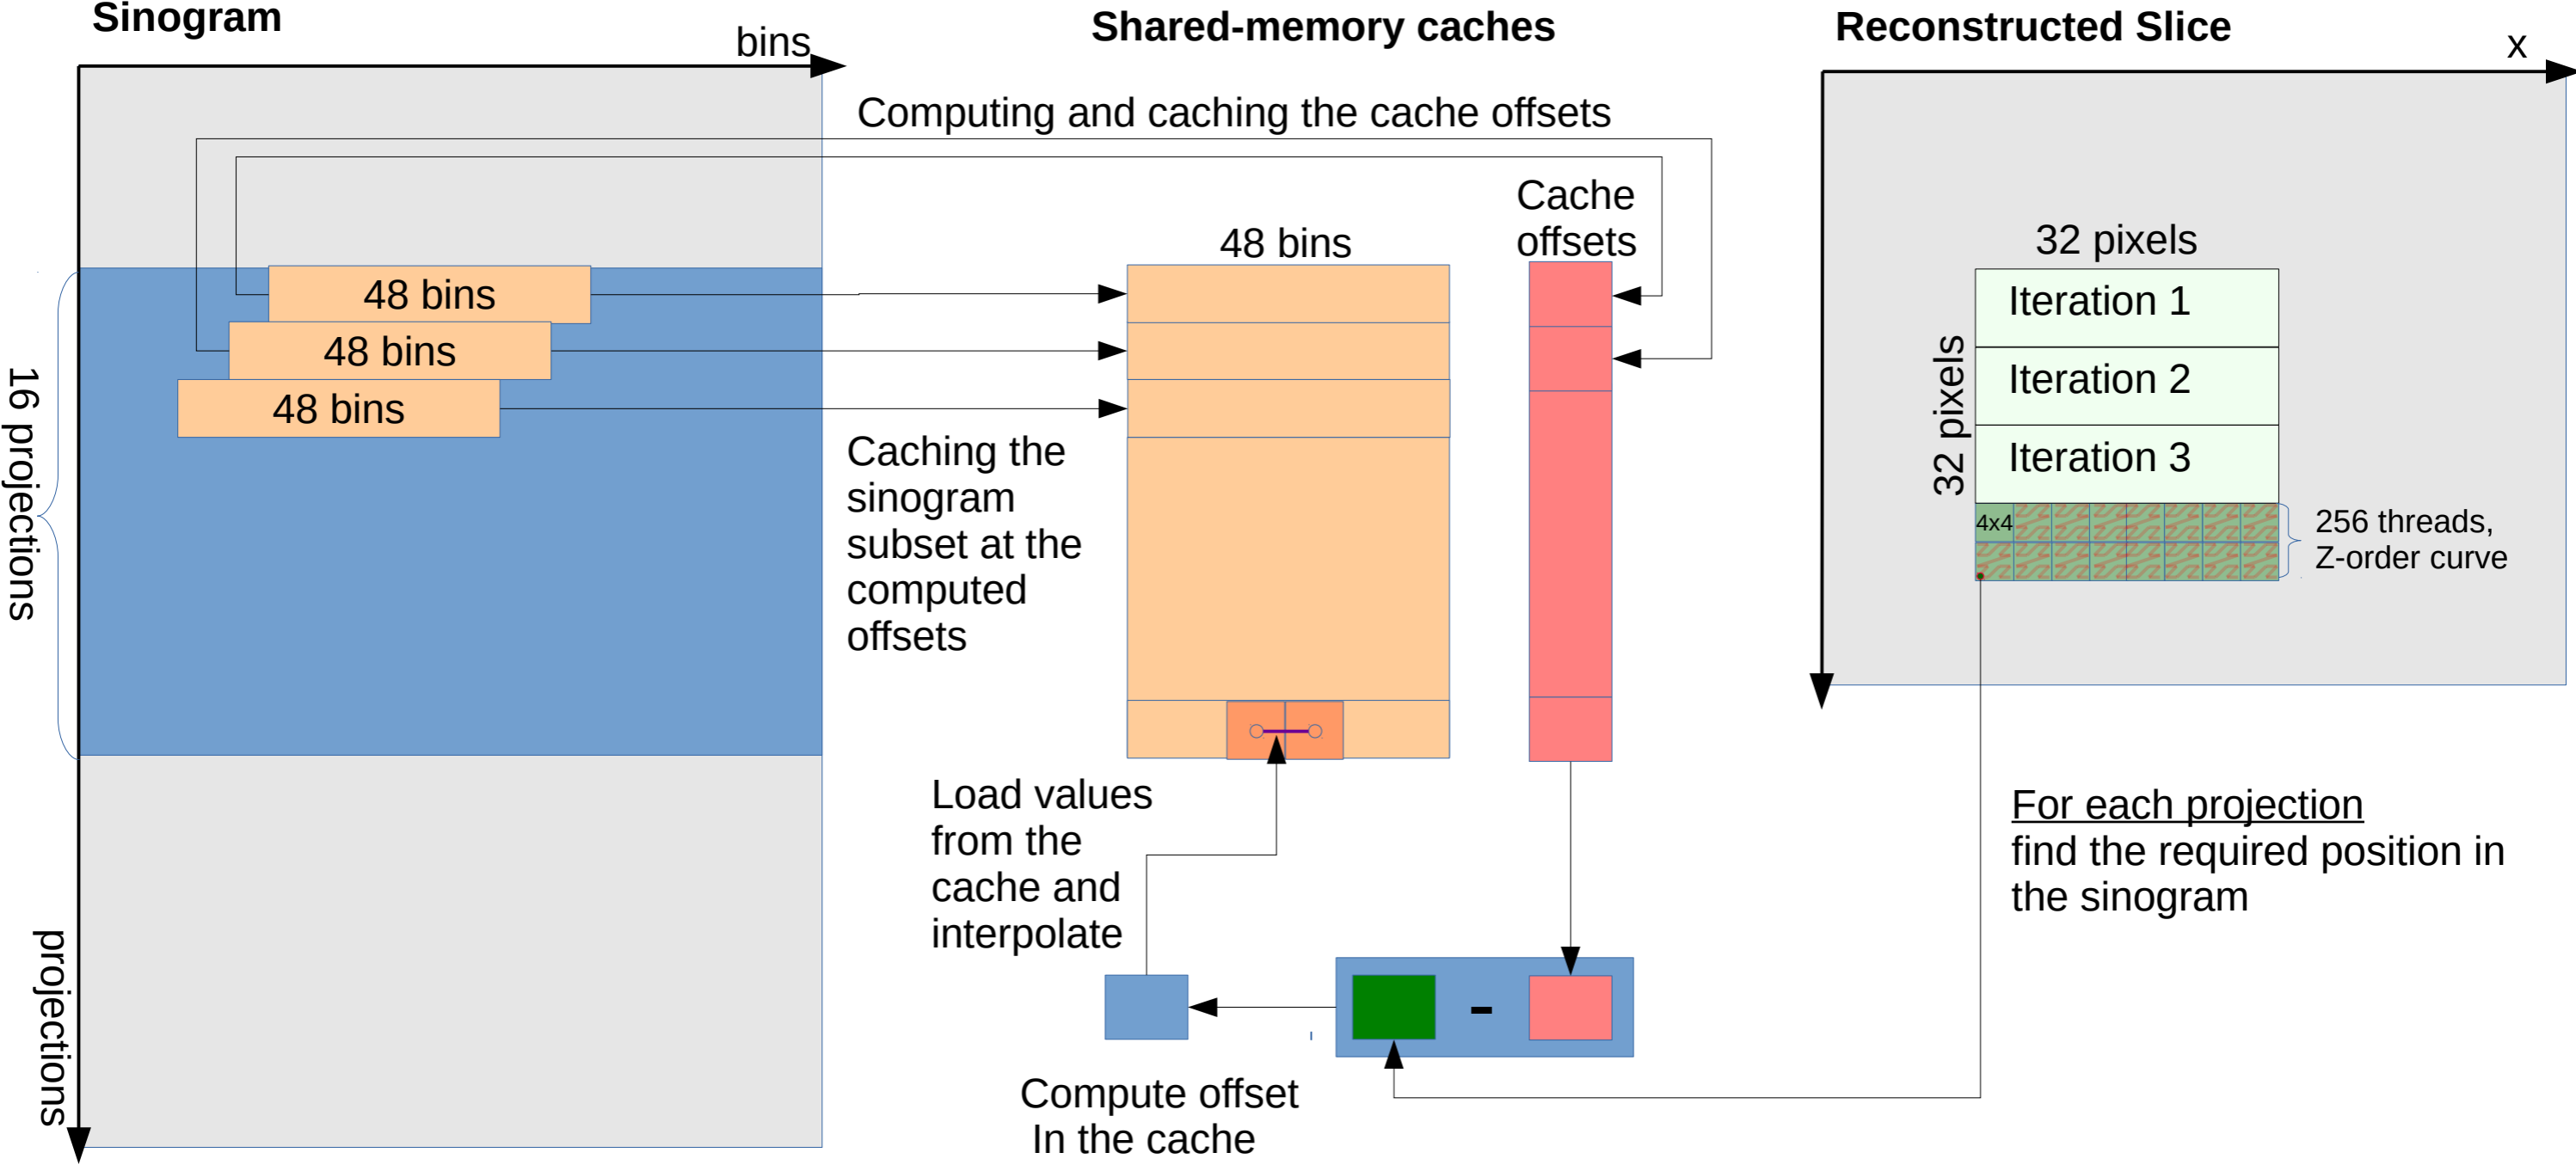 Sinogram
bins
Shared-memory caches
Reconstructed Slice
x
Computing and caching the cache offsets
Cache
offsets
48 bins
32 pixels
48 bins
48 bins
48 bins
16 projections
Caching the
sinogram
subset at the
computed
offsets
32 pixels
Iteration 1
Iteration 2
Iteration 3
4x4
256 threads,
Z-order curve
Load values
from the
cache and
interpolate
For each projection
find the required position in
the sinogram
projections
-
Compute offset
In the cache